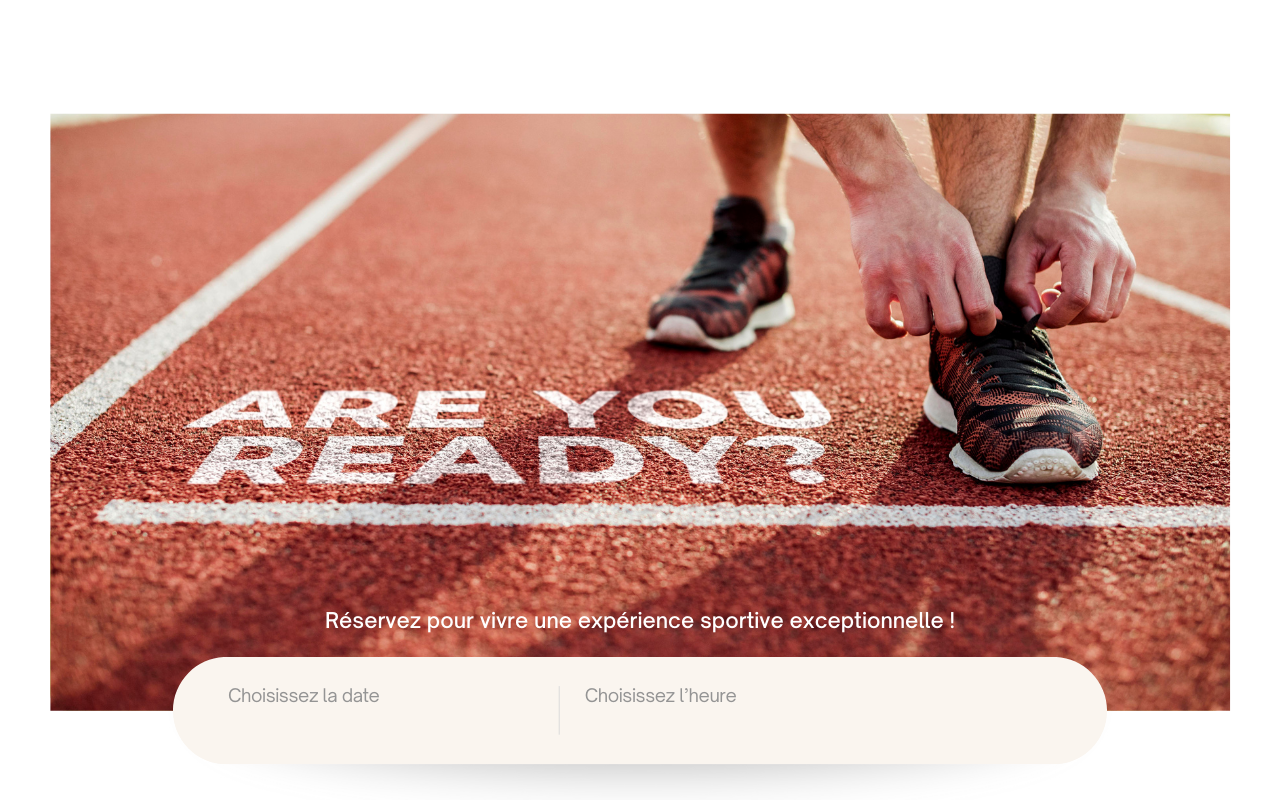 ARE YOU
READY?
Réservez pour vivre une expérience sportive exceptionnelle !
Choisissez la date
Choisissez l’heure